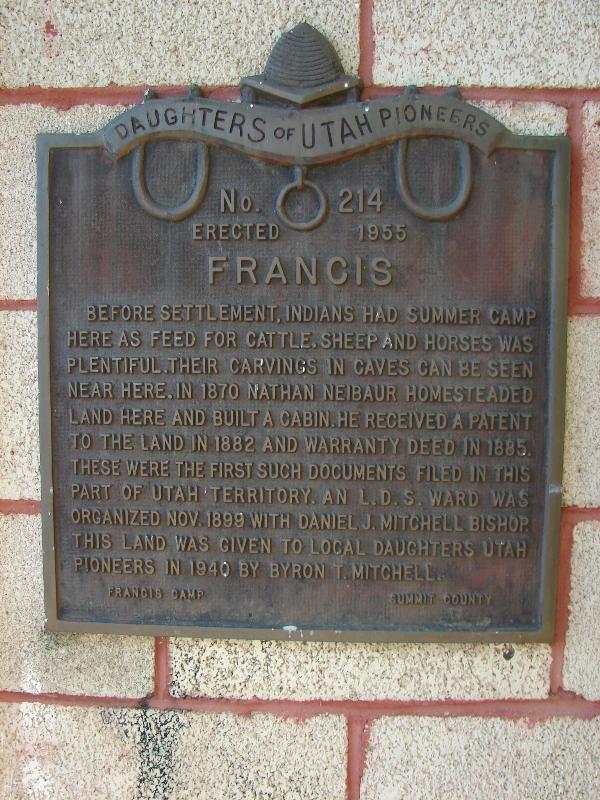 DAUGHTERS OF UTAH PIONEERS
No. 214
ERECTED 1955
FRANCIS
BEFORE SETTLEMENT, INDIANS HAD SUMMER CAMP
HERE AS FEED FOR CATTLE, SHEEP AND HORSES WAS
PLENTIFUL. THEIR CARVINGS IN CAVES CAN BE SEEN
NEAR HERE. IN 1870 NATHAN NEIBAUR HOMESTEADED
LAND HERE AND BUILT A CABIN. HE RECEIVED A PATENT
TO THE LAND IN 1882 AND WARRANTY DEED IN 1885.
THESE WERE THE FIRST SUCH DOCUMENTS FILED IN THIS
PART OF UTAH TERRITORY. AN L.D.S. WARD WAS
ORGANIZED NOV. 1899 WITH DANIEL J. MITCHELL BISHOP.
THIS LAND WAS GIVEN TO LOCAL DAUGHTERS UTAH
PIONEERS IN 1940 BY BYRON T. MITCHELL.
FRANCIS CAMP SUMMIT COUNTY